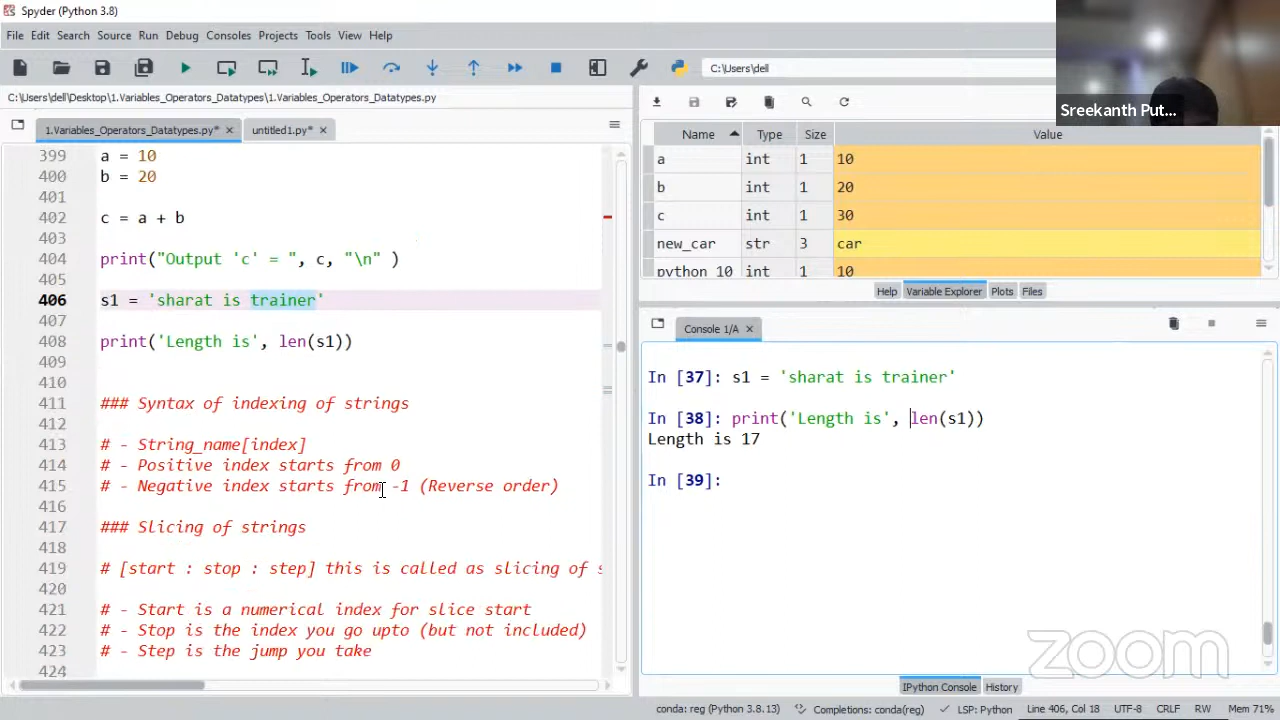 Spyder (Python 3.8)
File Edit Search Source Run Debug Consoles Projects Tools View Help
C:\Users\dell
C:\Users\dell\Desktop\1.Variables_Operators_Datatypes\1.Variables_Operators_Datatypes.py
Sreekanth Put...
1.Variables_Operators_Datatypes.py* untitled1.py*
399 a = 10
400 b = 20
401
402 c = a + b
403
404 print("Output 'c' = ", c, "\n" )
405
406 s1 = 'sharat is trainer'
407
408 print('Length is', len(s1))
409
410
411 ### Syntax of indexing of strings
412
413 # - String_name[index]
414 # - Positive index starts from 0
415 # - Negative index starts from -1 (Reverse order)
416
417 ### Slicing of strings
418
419 # [start : stop : step] this is called as slicing of s
420
421 # - Start is a numerical index for slice start
422 # - Stop is the index you go upto (but not included)
423 # - Step is the jump you take
424
Name Type Size Value
a int 1 10
b int 1 20
c int 1 30
new_car str 3 car
python_10 int 1 10
Help Variable Explorer Plots Files
Console 1/A
In [37]: s1 = 'sharat is trainer'
In [38]: print('Length is', len(s1))
Length is 17
In [39]:
zoom
IPython Console History
conda: reg (Python 3.8.13) Completions: conda(reg) LSP: Python Line 406, Col 18 UTF-8 CRLF RW Mem 71%